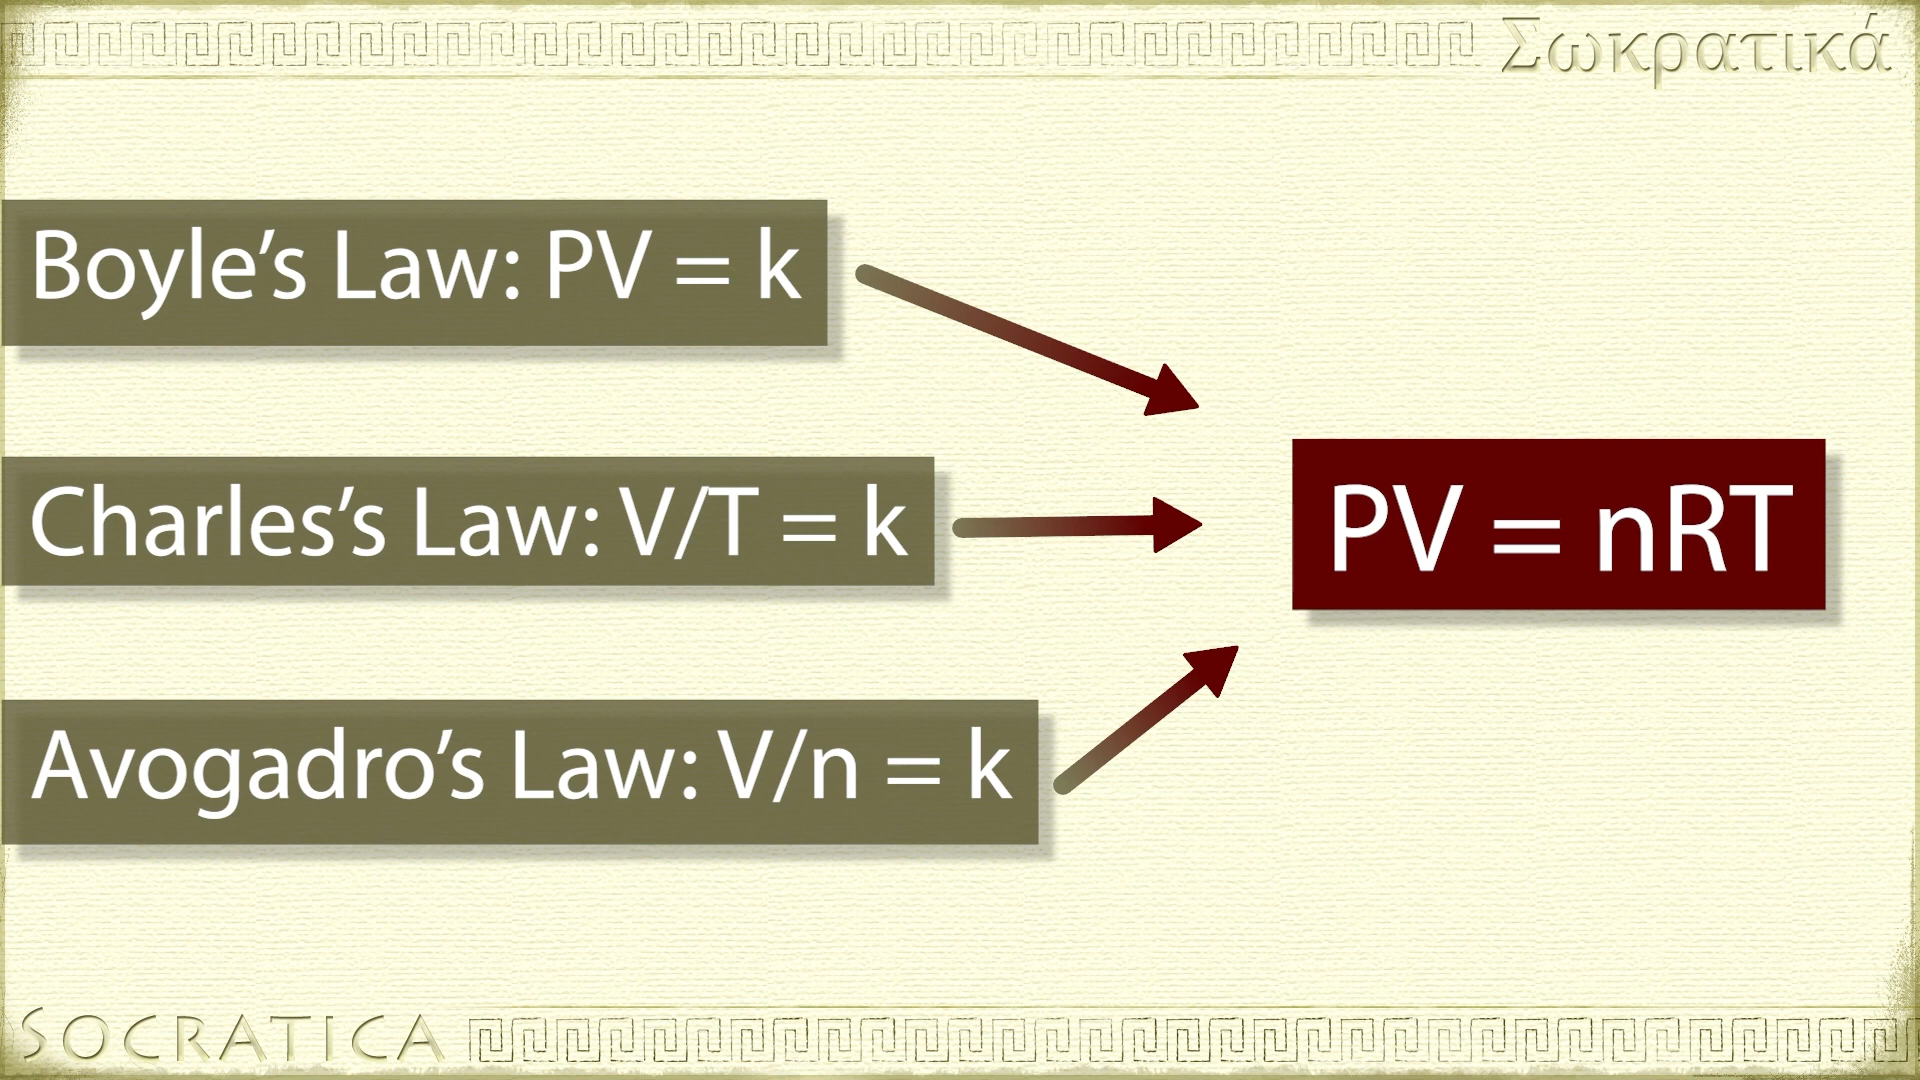 Σωκρατικά
Boyle’s Law: PV = k
Charles’s Law: V/T = k
PV = nRT
Avogadro’s Law: V/n = k
SOCRATICA